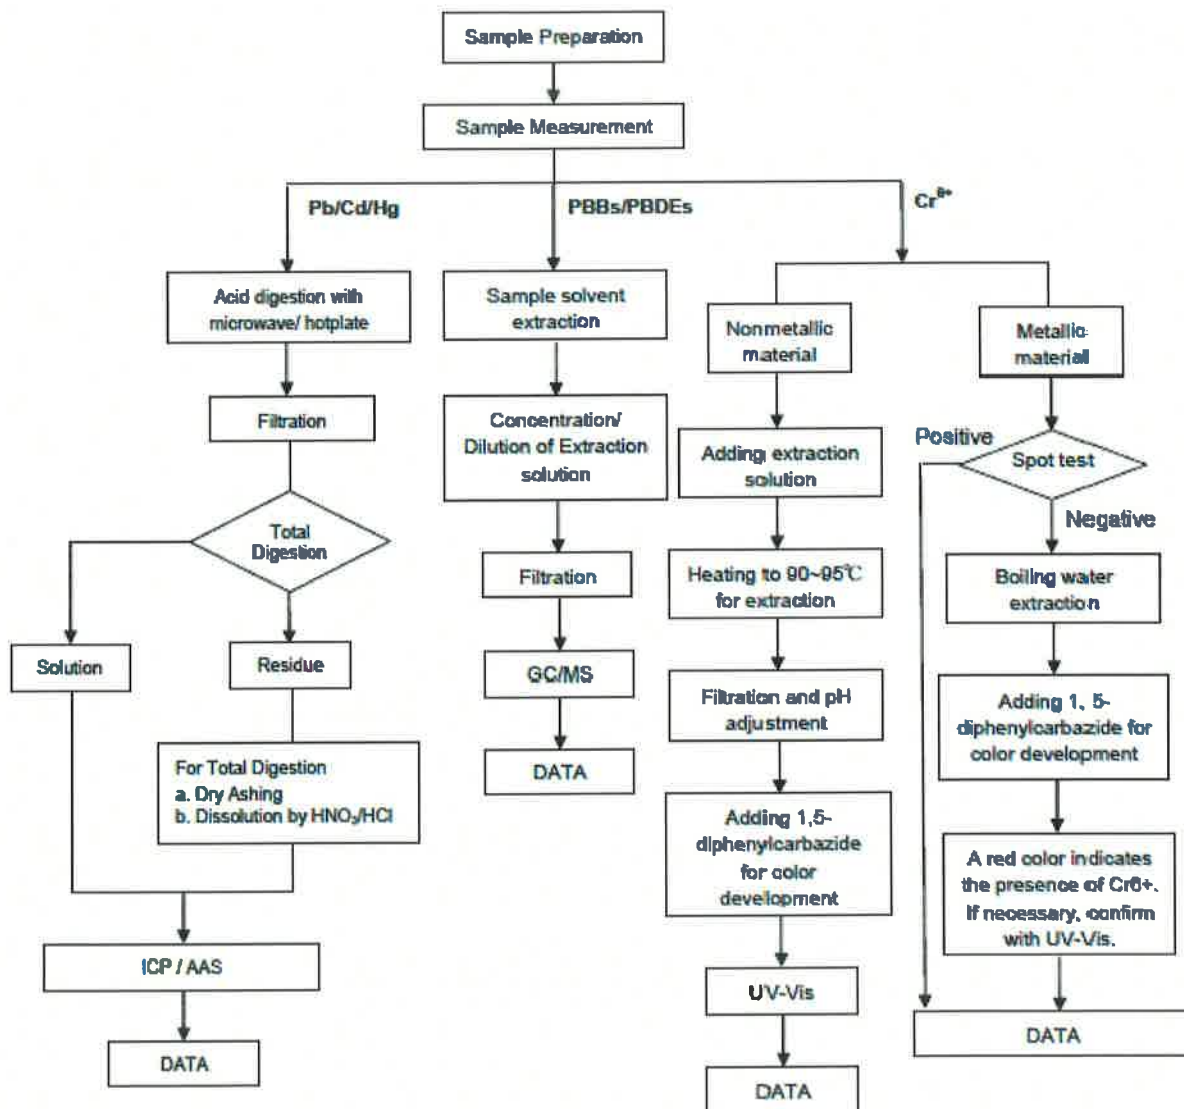 Sample Preparation
Sample Measurement
Pb/Cd/Hg
PBBs/PBDEs
Cr⁶⁺
Acid digestion with
microwave/ hotplate
Filtration
Total
Digestion
Solution
Residue
For Total Digestion
a. Dry Ashing
b. Dissolution by HNO₃/HCl
ICP / AAS
DATA
Sample solvent
extraction
Concentration/
Dilution of Extraction
solution
Filtration
GC/MS
DATA
Nonmetallic
material
Adding extraction
solution
Heating to 90~95℃
for extraction
Filtration and pH
adjustment
Adding 1,5-
diphenylcarbazide
for color
development
UV-Vis
DATA
Metallic
material
Positive
Spot test
Negative
Boiling water
extraction
Adding 1, 5-
diphenylcarbazide for
color development
A red color indicates
the presence of Cr6+.
If necessary, confirm
with UV-Vis.
DATA